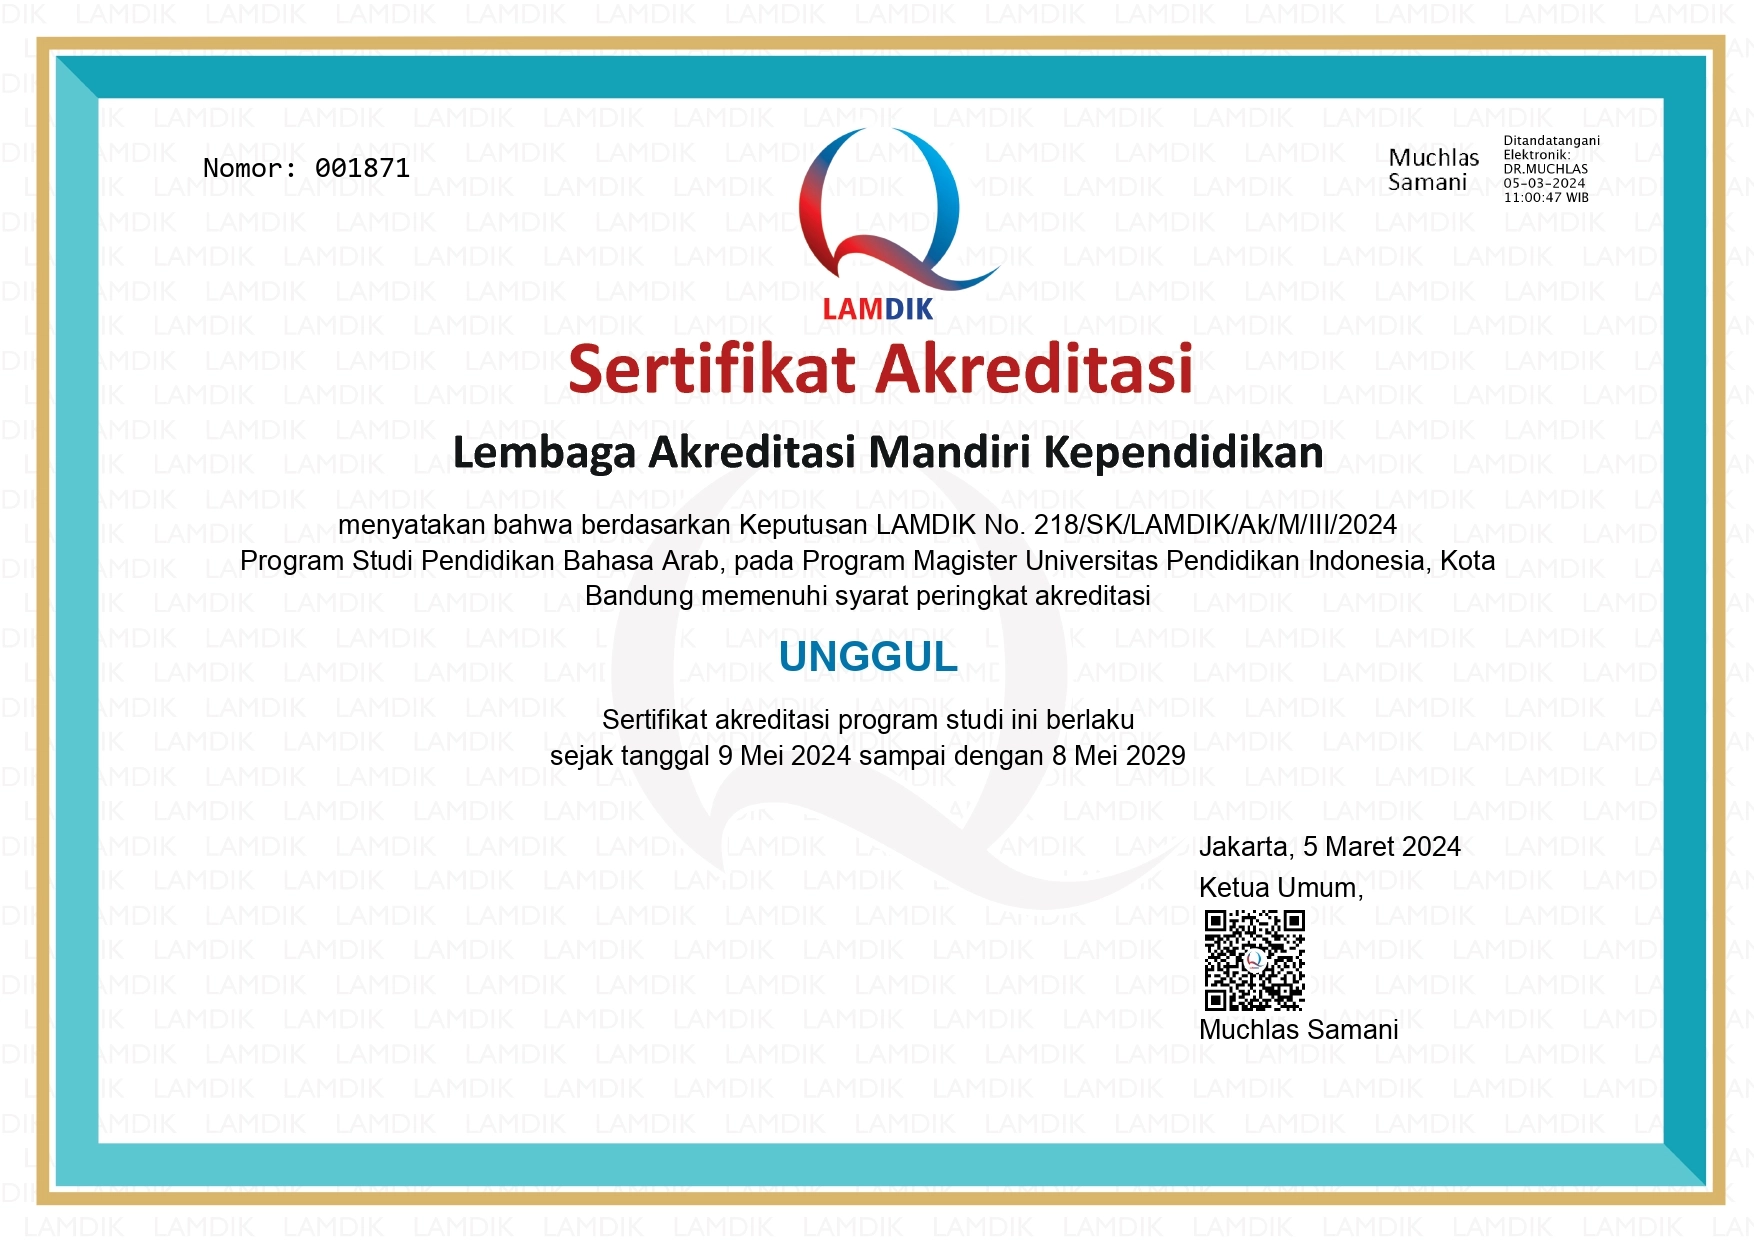 Nomor: 001871
Muchlas
Samani
Ditandatangani
Elektronik:
DR.MUCHLAS
05-03-2024
11:00:47 WIB
LAMDIK
Sertifikat Akreditasi
Lembaga Akreditasi Mandiri Kependidikan
menyatakan bahwa berdasarkan Keputusan LAMDIK No. 218/SK/LAMDIK/Ak/M/III/2024
Program Studi Pendidikan Bahasa Arab, pada Program Magister Universitas Pendidikan Indonesia, Kota
Bandung memenuhi syarat peringkat akreditasi
UNGGUL
Sertifikat akreditasi program studi ini berlaku
sejak tanggal 9 Mei 2024 sampai dengan 8 Mei 2029
Jakarta, 5 Maret 2024
Ketua Umum,
Muchlas Samani